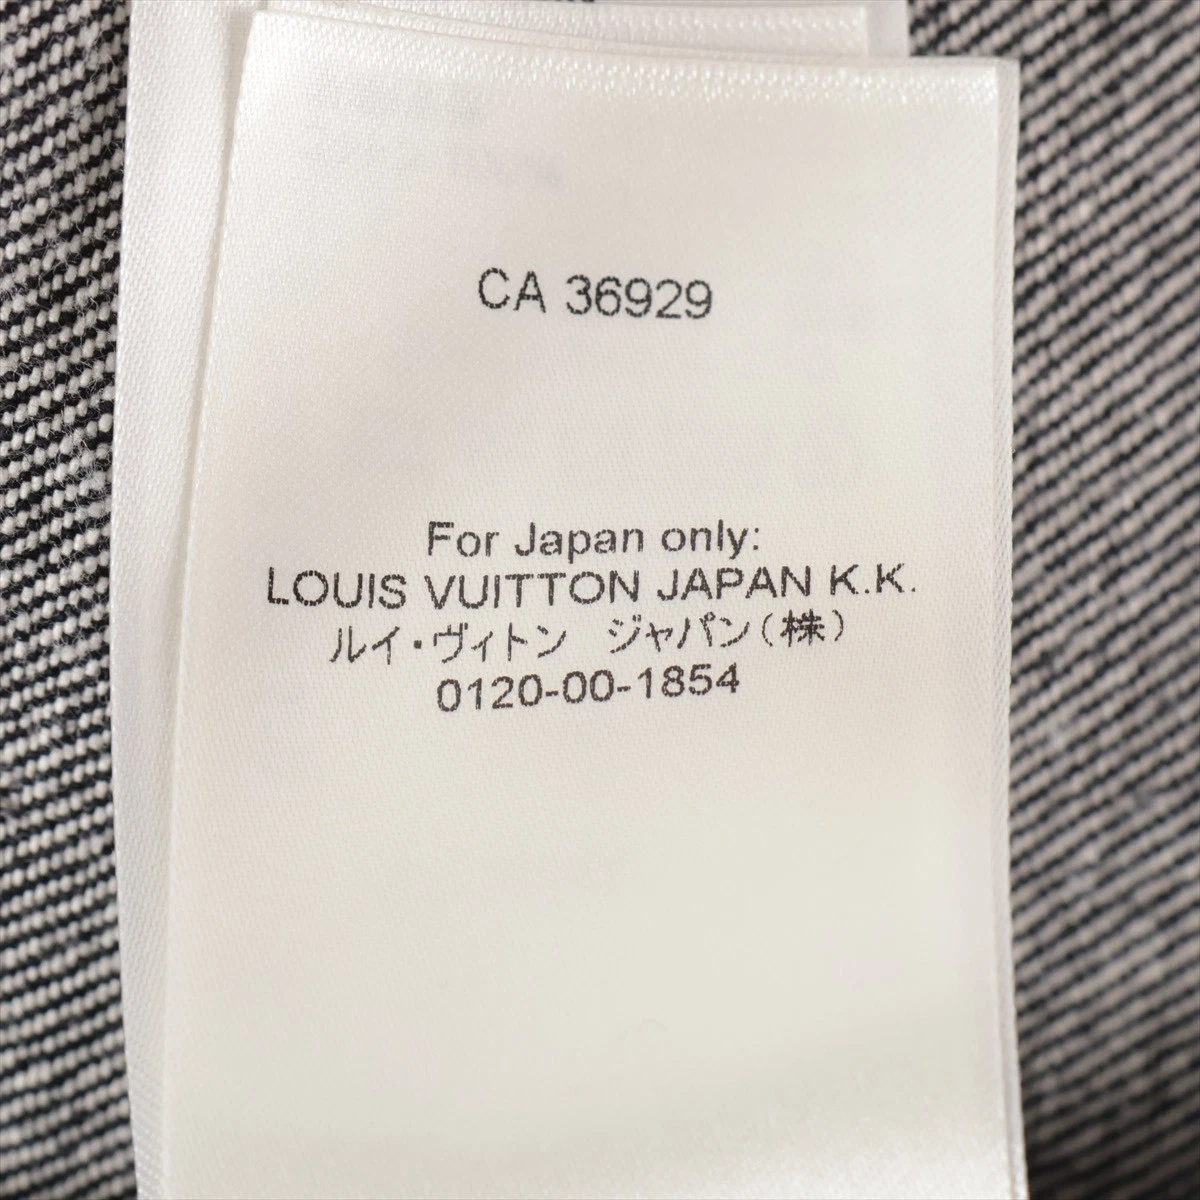 CA 36929
For Japan only:
LOUIS VUITTON JAPAN K.K.
ルイ・ヴィトン　ジャパン(株)
0120-00-1854